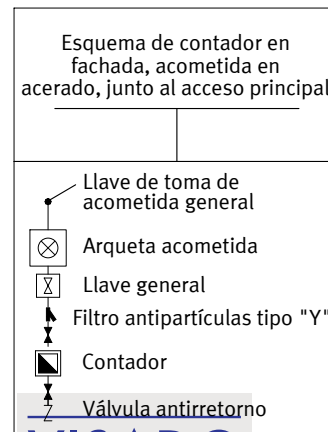 Esquema de contador en
fachada, acometida en
acerado, junto al acceso principal
Llave de toma de
acometida general
Arqueta acometida
Llave general
Filtro antipartículas tipo "Y"
Contador
Válvula antirretorno